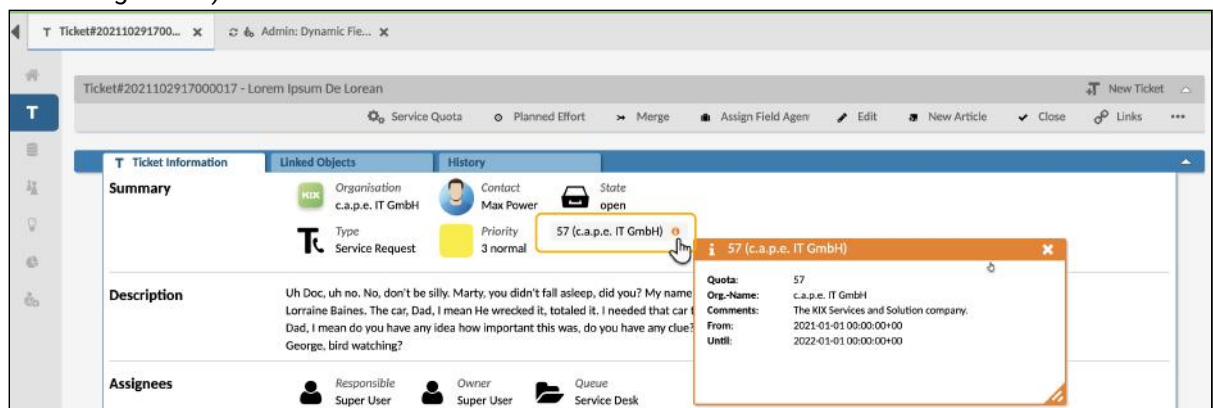 Ticket#202110291700... x
Admin: Dynamic Fie... x
Ticket#2021102917000017 - Lorem Ipsum De Lorean
New Ticket
Service Quota Planned Effort Merge Assign Field Agen Edit New Article Close Links •••
T Ticket Information Linked Objects History
Summary
KIX
Organisation
c.a.p.e. IT GmbH
Contact
Max Power
State
open
Type
Service Request
Priority
3 normal
57 (c.a.p.e. IT GmbH)
57 (c.a.p.e. IT GmbH)
Quota: 57
Org.-Name: c.a.p.e. IT GmbH
Comments: The KIX Services and Solution company.
From: 2021-01-01 00:00:00+00
Until: 2022-01-01 00:00:00+00
Description
Uh Doc, uh no. No, don't be silly. Marty, you didn't fall asleep, did you? My name
Lorraine Baines. The car, Dad, I mean He wrecked it, totaled it. I needed that car
Dad, I mean do you have any idea how important this was, do you have any clue?
George, bird watching?
Assignees
Responsible
Super User
Owner
Super User
Queue
Service Desk